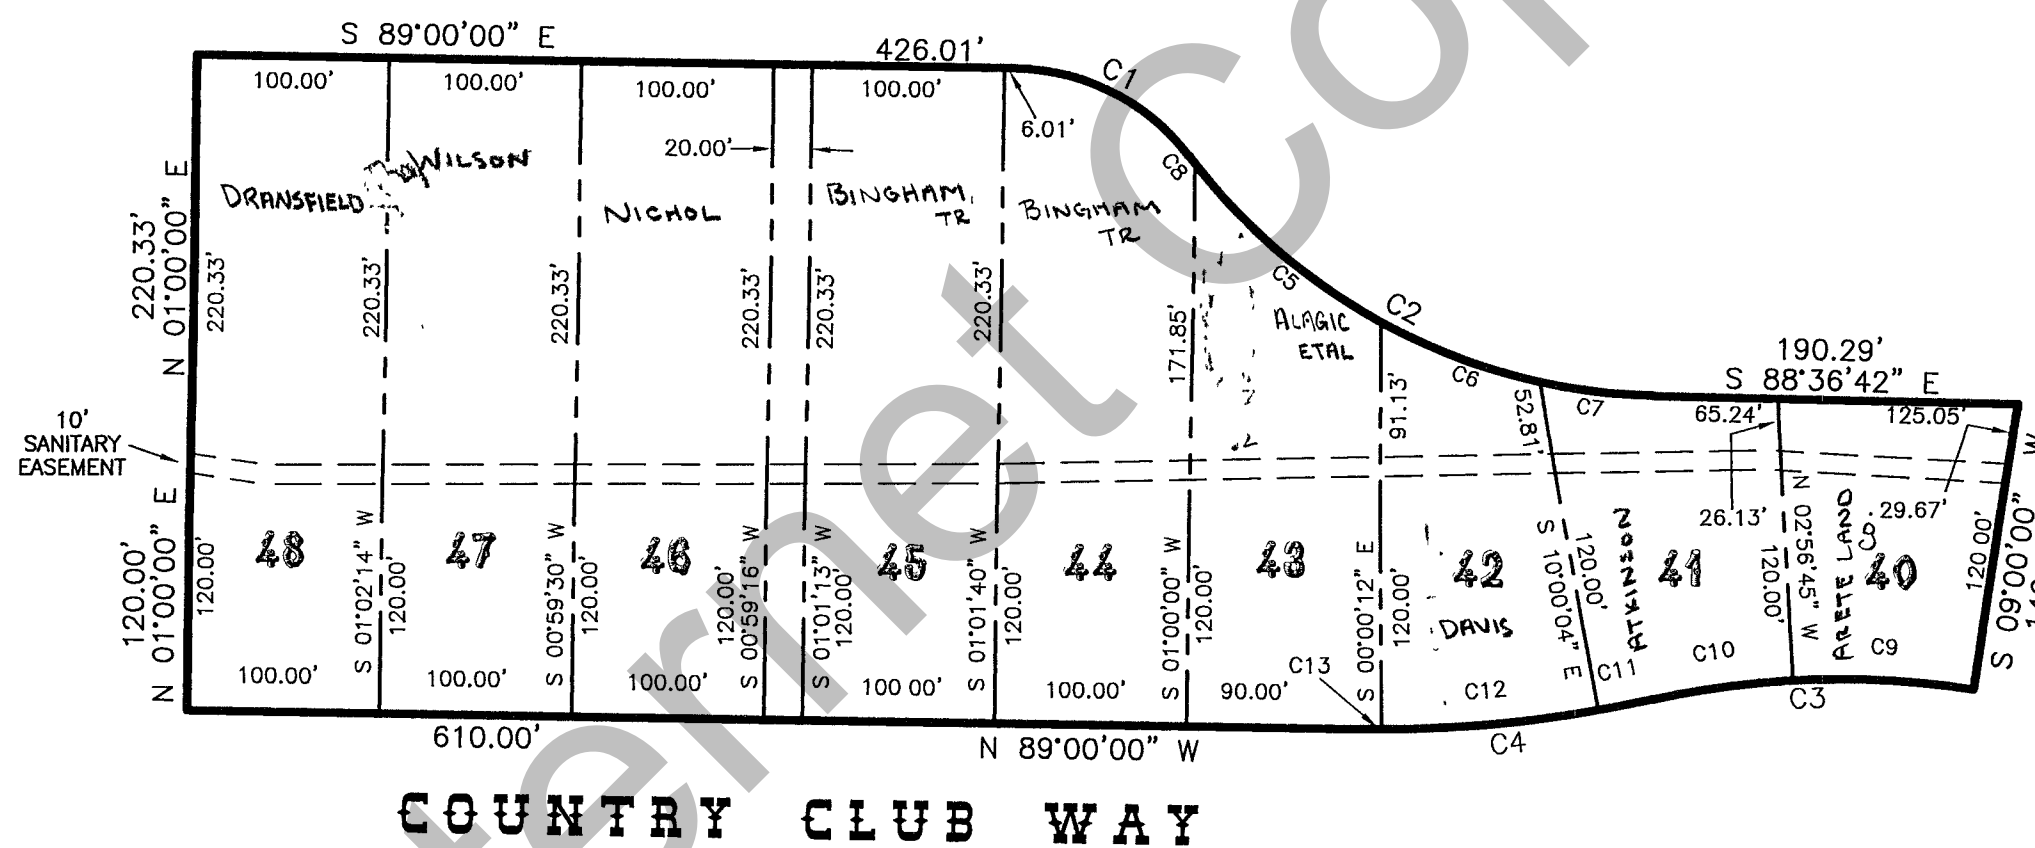 S 89°00'00" E
426.01'
C1
100.00'
100.00'
100.00'
100.00'
6.01'
20.00'
C8
WILSON
DRANSFIELD
NICHOL
BINGHAM,
TR
BINGHAM
TR
220.33'
N 01°00'00" E
220.33'
220.33'
220.33'
220.33'
220.33'
220.33'
171.85'
C5
C2
ALAGIC
ETAL
91.13'
C6
52.81'
C7
190.29'
S 88°36'42" E
65.24'
125.05'
10'
SANITARY
EASEMENT
120.00'
N 01°00'00" E
120.00'
48
S 01°02'14" W
120.00'
47
S 00°59'30" W
120.00'
46
120.00'
S 00°59'16" W
S 01°01'13" W
120.00'
45
S 01°01'40" W
120.00'
44
S 01°00'00" W
120.00'
43
S 00°00'12" E
120.00'
42
DAVIS
S 10°00'04" E
120.00'
ATKINSON
41
26.13'
N 02°56'45" W
120.00'
ARETE LAND
CO.
29.67'
40
120.00'
S 09°00'00" W
100.00'
100.00'
100.00'
100 00'
100.00'
90.00'
C13
C12
C11
C10
C9
C3
C4
610.00'
N 89°00'00" W
COUNTRY CLUB WAY